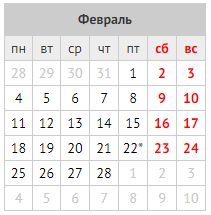 Февраль
пн вт ср чт пт сб вс
28 29 30 31 1 2 3
4 5 6 7 8 9 10
11 12 13 14 15 16 17
18 19 20 21 22* 23 24
25 26 27 28 1 2 3
4 5 6 7 8 9 10